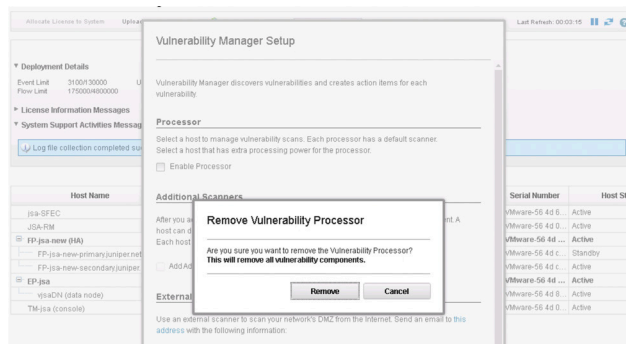 Allocate License to System
Last Refresh: 00:03:15
Vulnerability Manager Setup
Deployment Details
Event Limit 3100/130000 U
Flow Limit 175000/4800000
License Information Messages
System Support Activities Messag
Log file collection completed su
Vulnerability Manager discovers vulnerabilities and creates action items for each
vulnerability.
Processor
Select a host to manage vulnerability scans. Each processor has a default scanner.
Select a host that has extra processing power for the processor.
Enable Processor
Additional Scanners
After you a
nt. A
host can d
Each host
Add Ad
Remove Vulnerability Processor
Are you sure you want to remove the Vulnerability Processor?
This will remove all vulnerability components.
Remove Cancel
External
Use an external scanner to scan your network's DMZ from the Internet. Send an email to this
address with the following information:
Host Name Serial Number Host St
jsa-SFEC VMware-56 4d 6... Active
JSA-RM VMware-56 4d 0... Active
FP-jsa-new (HA) VMware-56 4d ... Active
FP-jsa-new-primary.juniper.net VMware-56 4d c... Standby
FP-jsa-new-secondary.juniper. VMware-56 4d c... Active
EP-jsa VMware-56 4d ... Active
vjsaDN (data node) VMware-56 4d 8... Active
TM-jsa (console) VMware-56 4d 0... Active